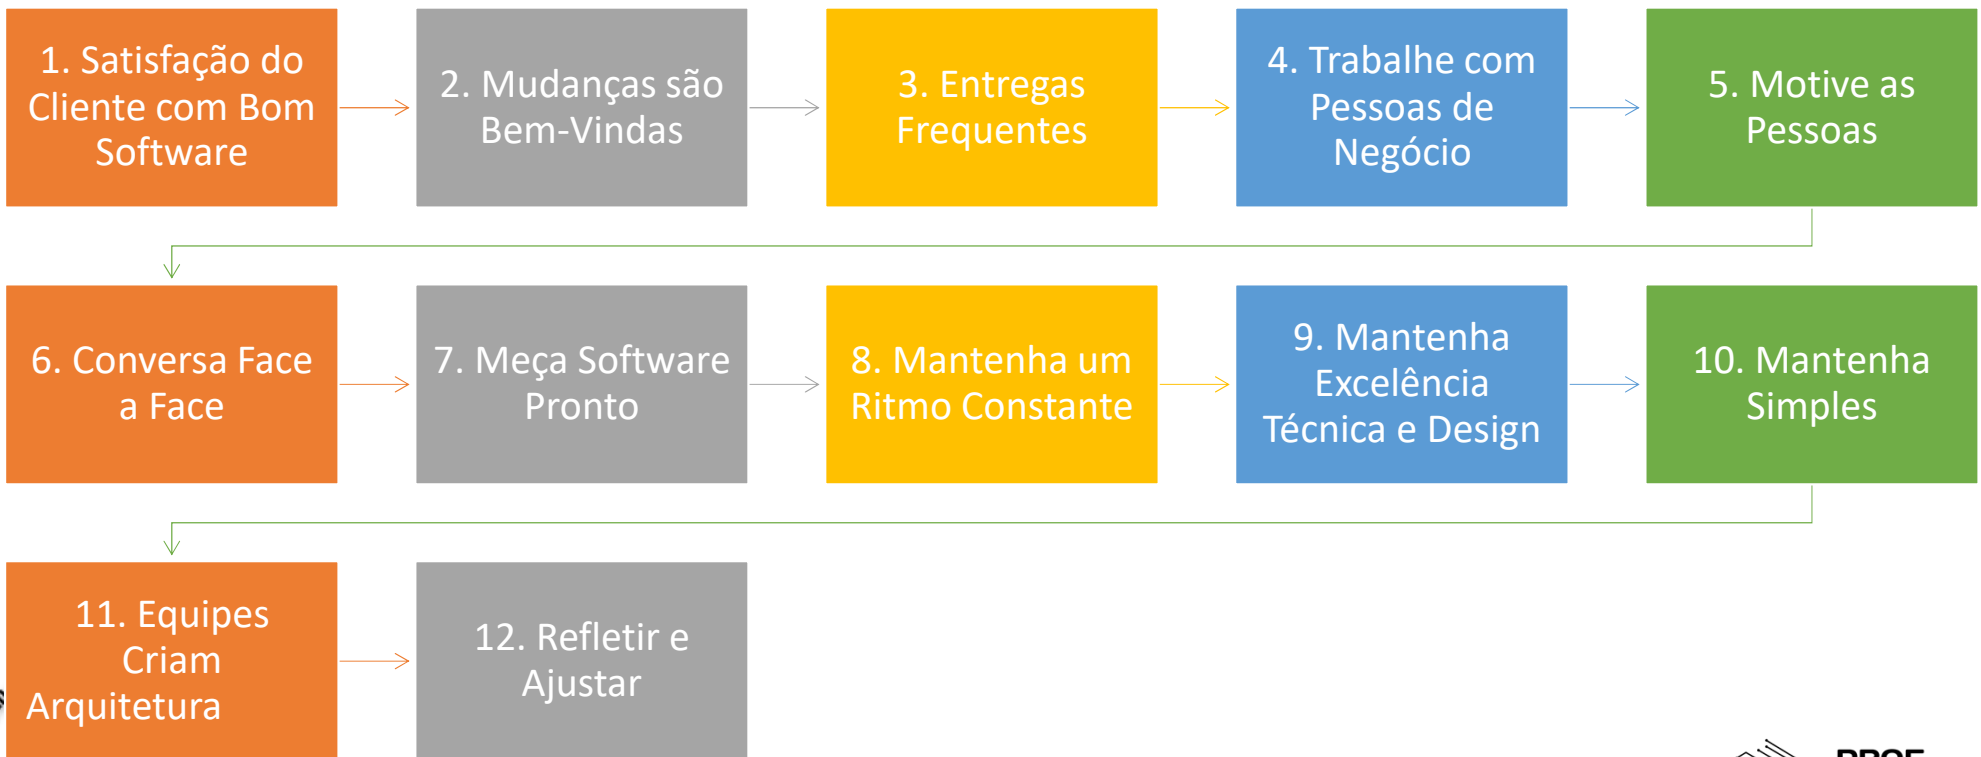 1. Satisfação do
Cliente com Bom
Software
2. Mudanças são
Bem-Vindas
3. Entregas
Frequentes
4. Trabalhe com
Pessoas de
Negócio
5. Motive as
Pessoas
6. Conversa Face
a Face
7. Meça Software
Pronto
8. Mantenha um
Ritmo Constante
9. Mantenha
Excelência
Técnica e Design
10. Mantenha
Simples
11. Equipes
Criam
Arquitetura
12. Refletir e
Ajustar